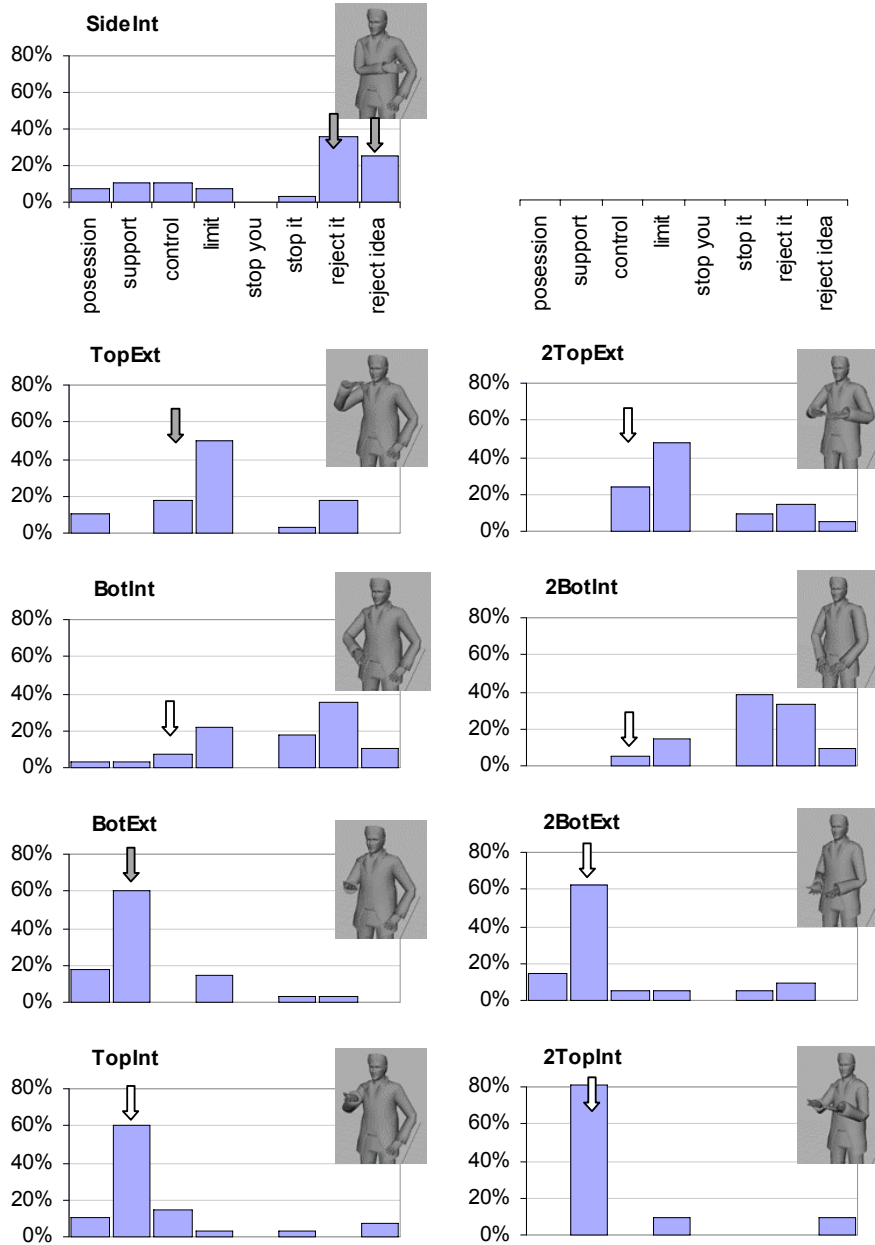 SideInt
80%
60%
40%
20%
0%
posession
support
control
limit
stop you
stop it
reject it
reject idea
posession
support
control
limit
stop you
stop it
reject it
reject idea
TopExt
80%
60%
40%
20%
0%
2TopExt
80%
60%
40%
20%
0%
BotInt
80%
60%
40%
20%
0%
2BotInt
80%
60%
40%
20%
0%
BotExt
80%
60%
40%
20%
0%
2BotExt
80%
60%
40%
20%
0%
TopInt
80%
60%
40%
20%
0%
2TopInt
80%
60%
40%
20%
0%